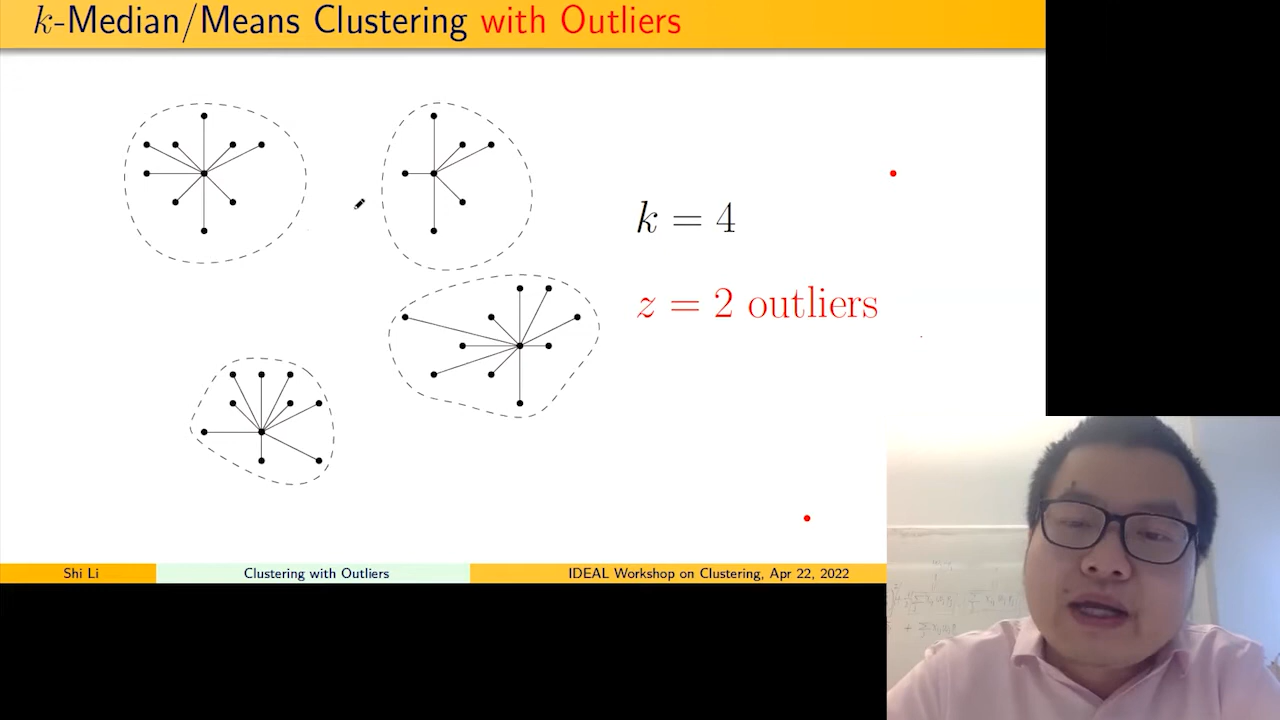 k-Median/Means Clustering with Outliers
k = 4
z = 2 outliers
Shi Li
Clustering with Outliers
IDEAL Workshop on Clustering, Apr 22, 2022